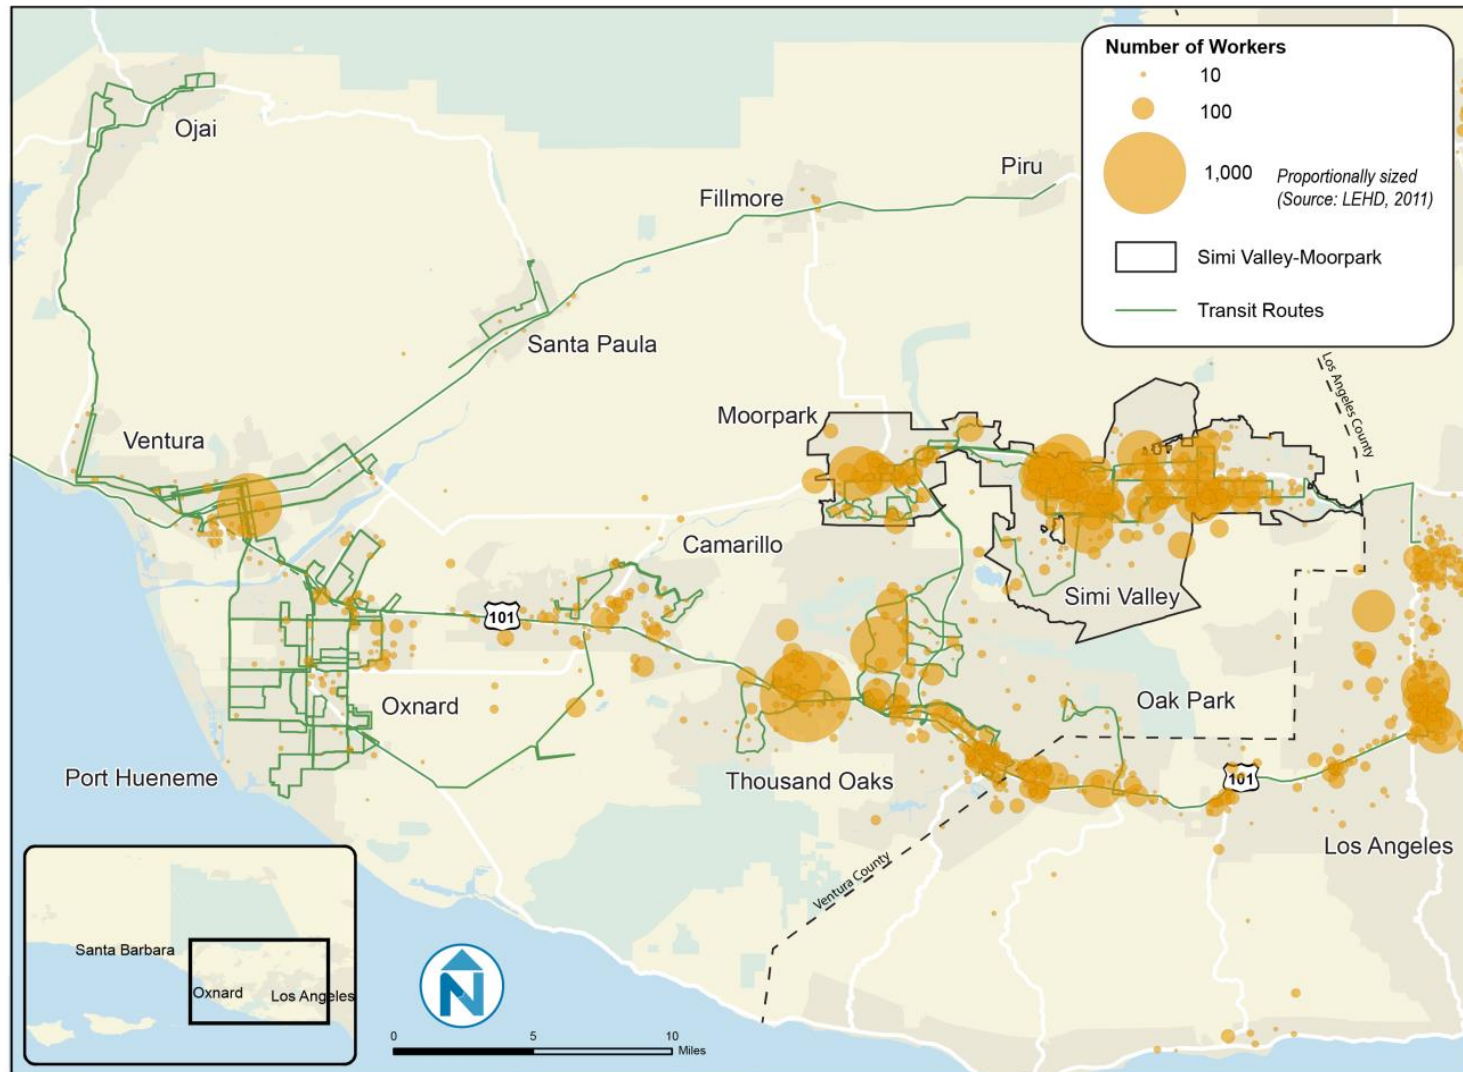 Number of Workers
10
100
1,000
Proportionally sized
(Source: LEHD, 2011)
Simi Valley-Moorpark
Transit Routes
Ojai
Piru
Fillmore
Santa Paula
Los Angeles County
Moorpark
Ventura
Camarillo
Simi Valley
101
Oxnard
Oak Park
Port Hueneme
Thousand Oaks
101
Los Angeles
Ventura County
Santa Barbara
Oxnard
Los Angeles
N
0
5
10
Miles